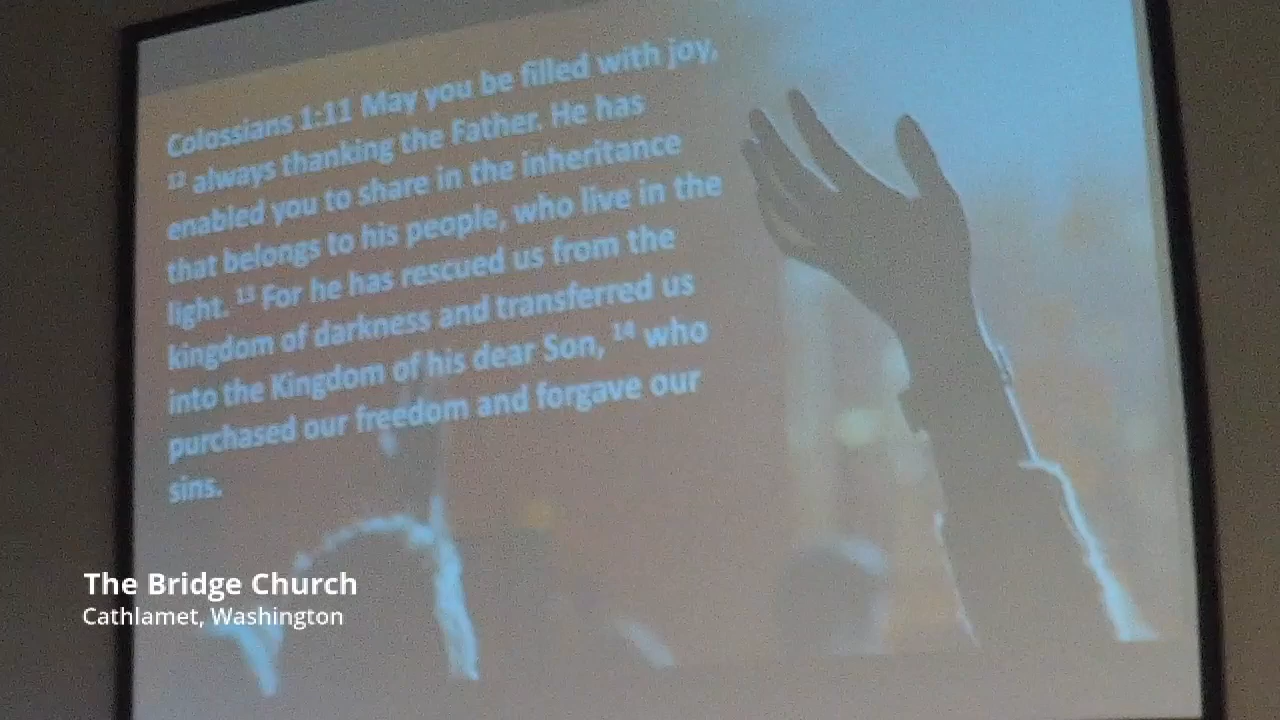 Colossians 1:11 May you be filled with joy,
12 always thanking the Father. He has
enabled you to share in the inheritance
that belongs to his people, who live in the
light. 13 For he has rescued us from the
kingdom of darkness and transferred us
into the Kingdom of his dear Son, 14 who
purchased our freedom and forgave our
sins.
The Bridge Church
Cathlamet, Washington